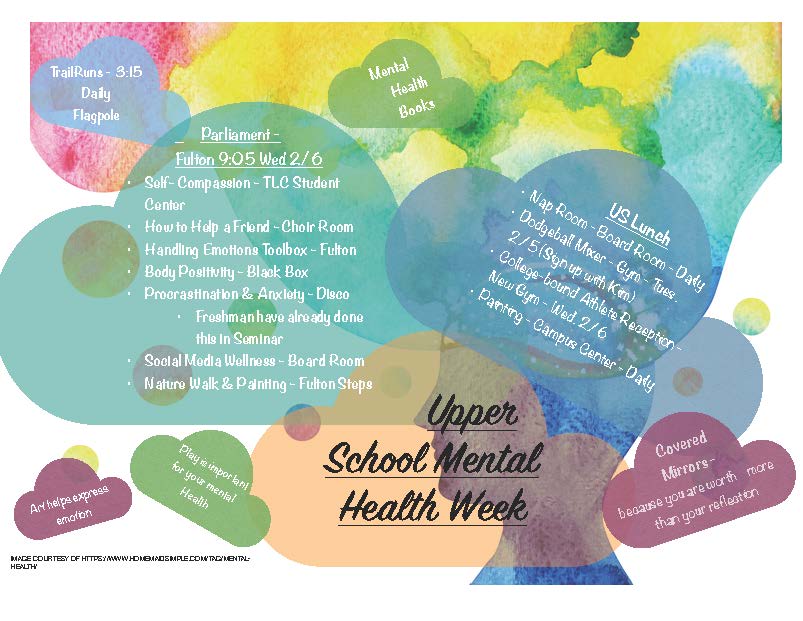 TrailRuns - 3:15
Daily
Flagpole
Mental
Health
Books
Parliament -
Fulton 9:05 Wed 2/6
• Self-Compassion - TLC Student
Center
• How to Help a Friend - Choir Room
• Handling Emotions Toolbox - Fulton
• Body Positivity - Black Box
• Procrastination & Anxiety - Disco
• Freshman have already done
this in Seminar
• Social Media Wellness - Board Room
• Nature Walk & Painting - Fulton Steps
US Lunch
• Nap Room - Board Room - Daily
• Dodgeball Mixer - Gym - Tues.
2/5 (Sign up with Kim)
• College-bound Athlete Reception -
New Gym - Wed. 2/6
• Painting - Campus Center - Daily
Upper
School Mental
Health Week
Art helps express
emotion
Play is important
for your mental
Health
Covered
Mirrors -
because you are worth more
than your reflection
IMAGE COURTESY OF HTTPS://WWW.HOMEMAIDSIMPLE.COM/TAG/MENTAL-
HEALTH/